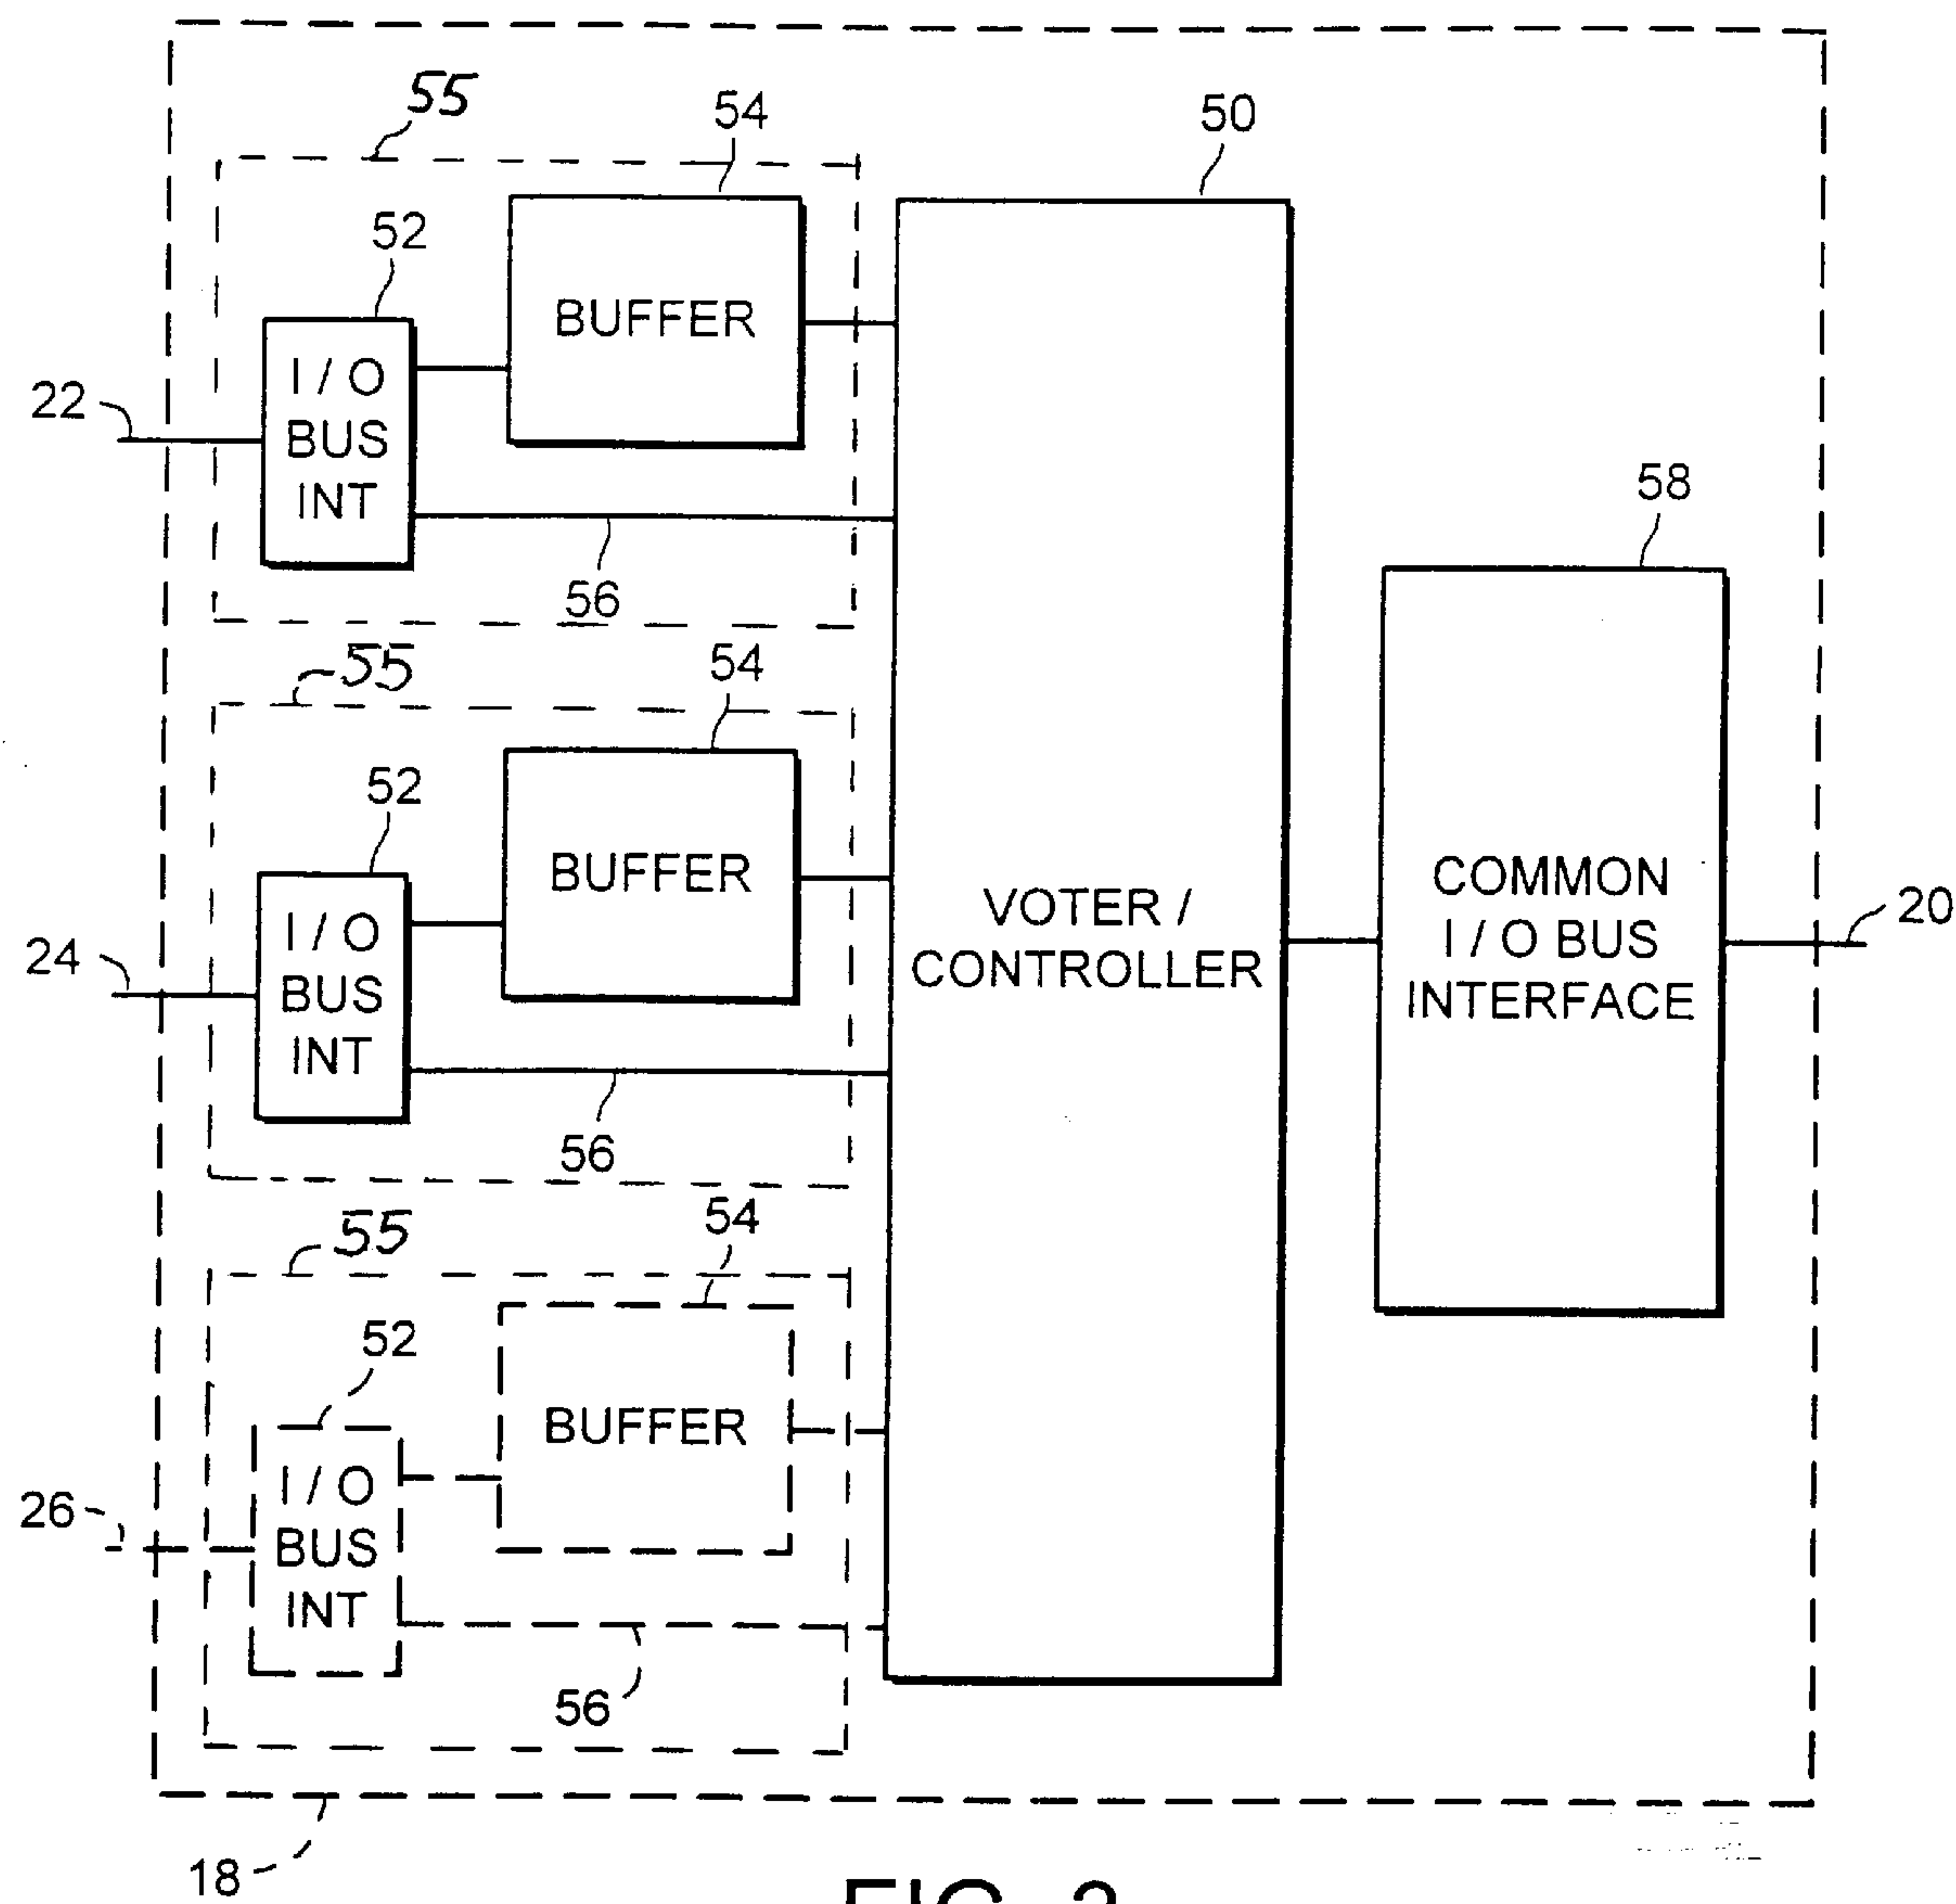 55
54
50
52
BUFFER
I / O
BUS
INT
22
58
56
55
54
52
BUFFER
I / O
BUS
INT
24
VOTER /
CONTROLLER
COMMON
I / O BUS
INTERFACE
20
56
55
54
52
BUFFER
I / O
BUS
INT
26
56
18